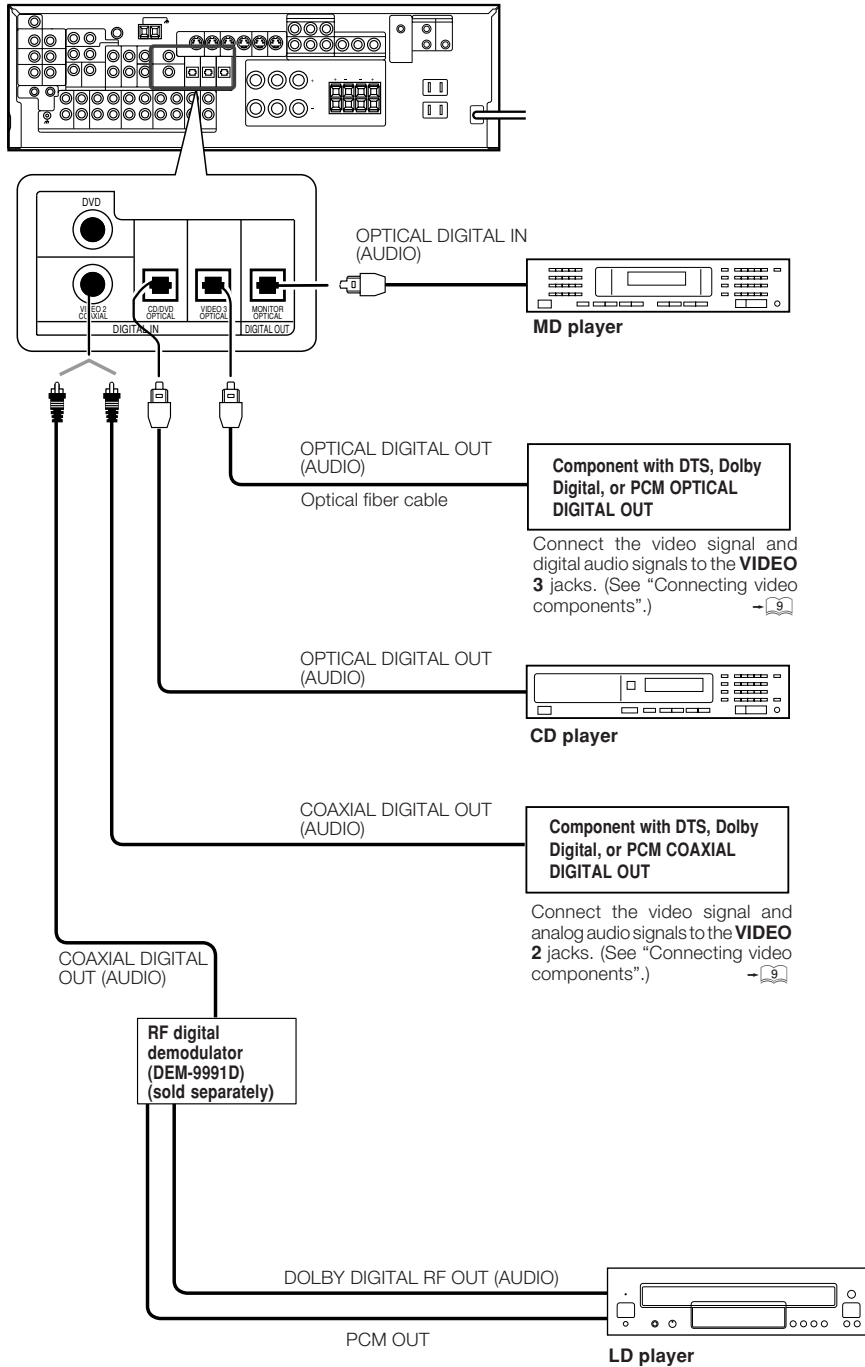 DVD
VIDEO 2
COAXIAL
CD/DVD
OPTICAL
VIDEO 3
OPTICAL
MONITOR
OPTICAL
DIGITAL IN
DIGITAL OUT
OPTICAL DIGITAL IN
(AUDIO)
MD player
OPTICAL DIGITAL OUT
(AUDIO)
Optical fiber cable
Component with DTS, Dolby
Digital, or PCM OPTICAL
DIGITAL OUT
Connect the video signal and
digital audio signals to the VIDEO
3 jacks. (See “Connecting video
components”.) → 9
OPTICAL DIGITAL OUT
(AUDIO)
CD player
COAXIAL DIGITAL OUT
(AUDIO)
Component with DTS, Dolby
Digital, or PCM COAXIAL
DIGITAL OUT
Connect the video signal and
analog audio signals to the VIDEO
2 jacks. (See “Connecting video
components”.) → 9
COAXIAL DIGITAL
OUT (AUDIO)
RF digital
demodulator
(DEM-9991D)
(sold separately)
DOLBY DIGITAL RF OUT (AUDIO)
PCM OUT
LD player